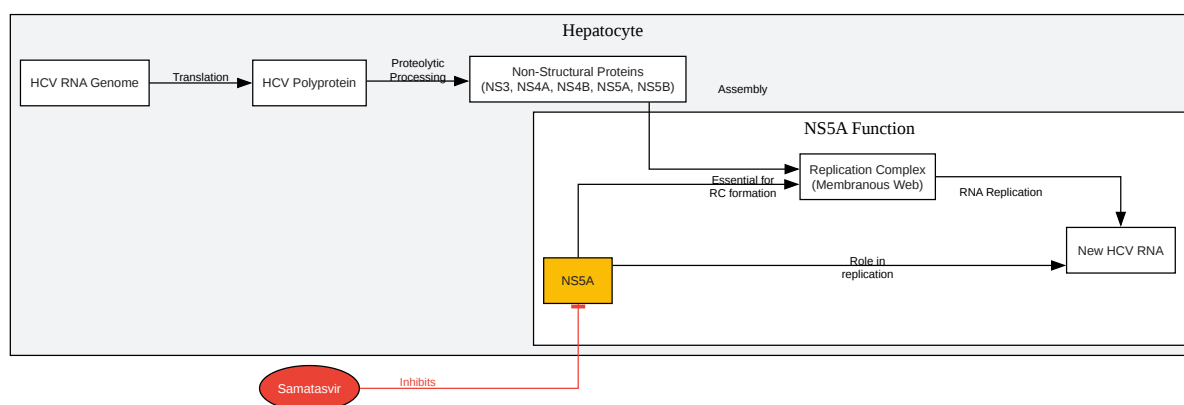 Hepatocyte
HCV RNA Genome
Translation
HCV Polyprotein
Proteolytic
Processing
Non-Structural Proteins
(NS3, NS4A, NS4B, NS5A, NS5B)
Assembly
NS5A Function
Replication Complex
(Membranous Web)
Essential for
RC formation
RNA Replication
New HCV RNA
NS5A
Role in
replication
Samatasvir
Inhibits